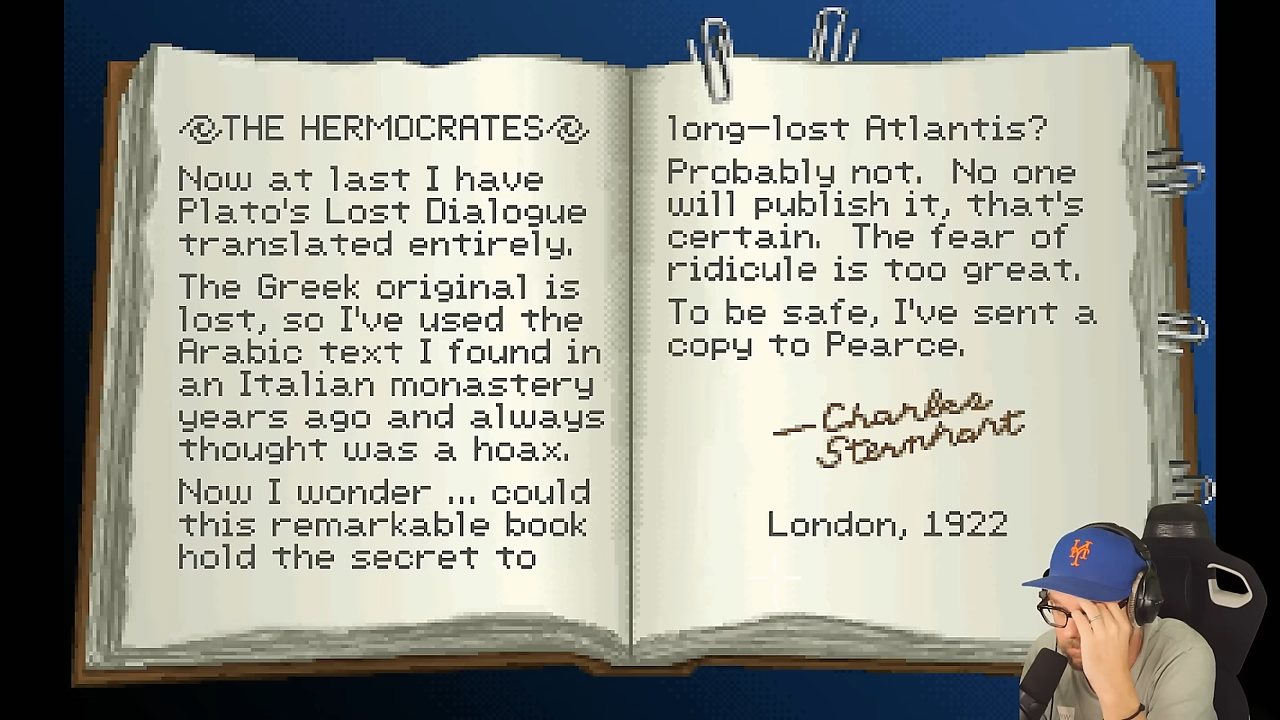 THE HERMOCRATES
Now at last I have
Plato's Lost Dialogue
translated entirely.
The Greek original is
lost, so I've used the
Arabic text I found in
an Italian monastery
years ago and always
thought was a hoax.
Now I wonder ... could
this remarkable book
hold the secret to
long-lost Atlantis?
Probably not. No one
will publish it, that's
certain. The fear of
ridicule is too great.
To be safe, I've sent a
copy to Pearce.
—Charles
Sternhart
London, 1922
NY